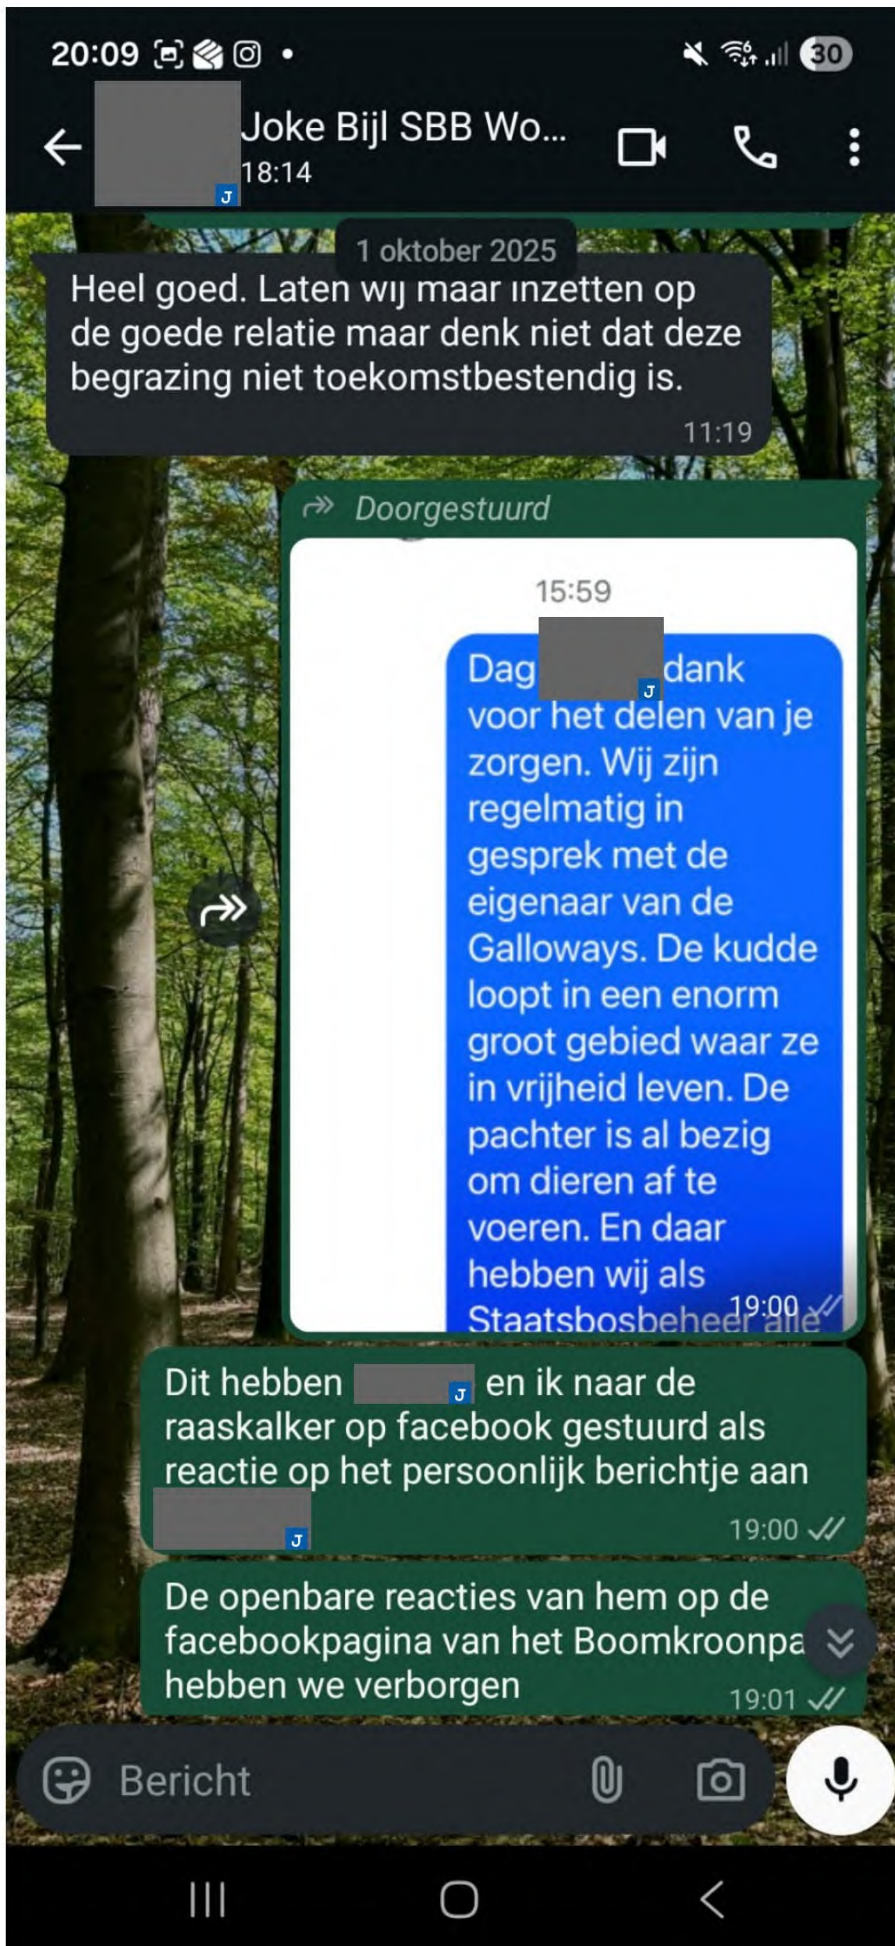 20:09
30
Joke Bijl SBB Wo...
18:14
J
1 oktober 2025
Heel goed. Laten wij maar inzetten op
de goede relatie maar denk niet dat deze
begrazing niet toekomstbestendig is.
11:19
Doorgestuurd
15:59
Dag J dank
voor het delen van je
zorgen. Wij zijn
regelmatig in
gesprek met de
eigenaar van de
Galloways. De kudde
loopt in een enorm
groot gebied waar ze
in vrijheid leven. De
pachter is al bezig
om dieren af te
voeren. En daar
hebben wij als
Staatsbosbeheer alle
19:00
Dit hebben J en ik naar de
raaskalker op facebook gestuurd als
reactie op het persoonlijk berichtje aan
J
19:00
De openbare reacties van hem op de
facebookpagina van het Boomkroonpa
hebben we verborgen
19:01
Bericht